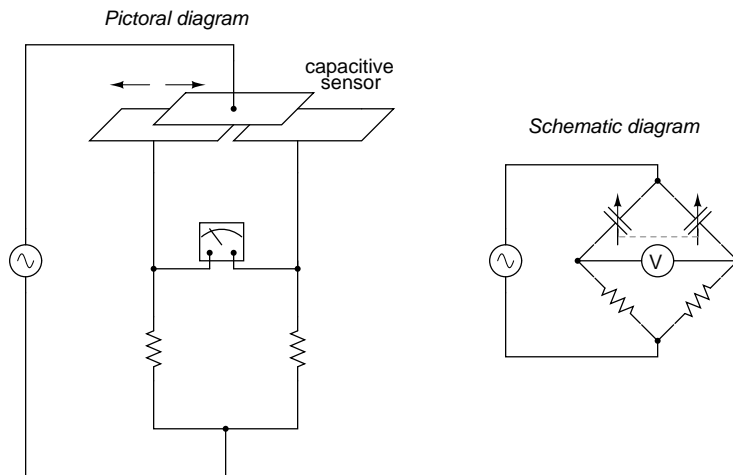 Pictoral diagram
capacitive
sensor
Schematic diagram
V